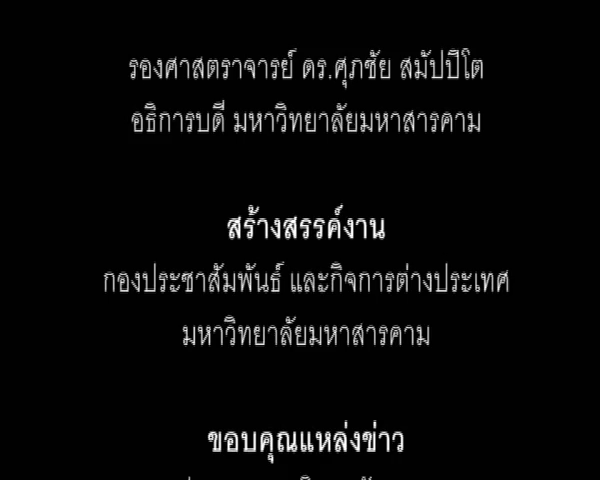 รองศาสตราจารย์ ดร.ศุภชัย สมัปปิโต
อธิการบดี มหาวิทยาลัยมหาสารคาม
สร้างสรรค์งาน
กองประชาสัมพันธ์ และกิจการต่างประเทศ
มหาวิทยาลัยมหาสารคาม
ขอบคุณแหล่งข่าว